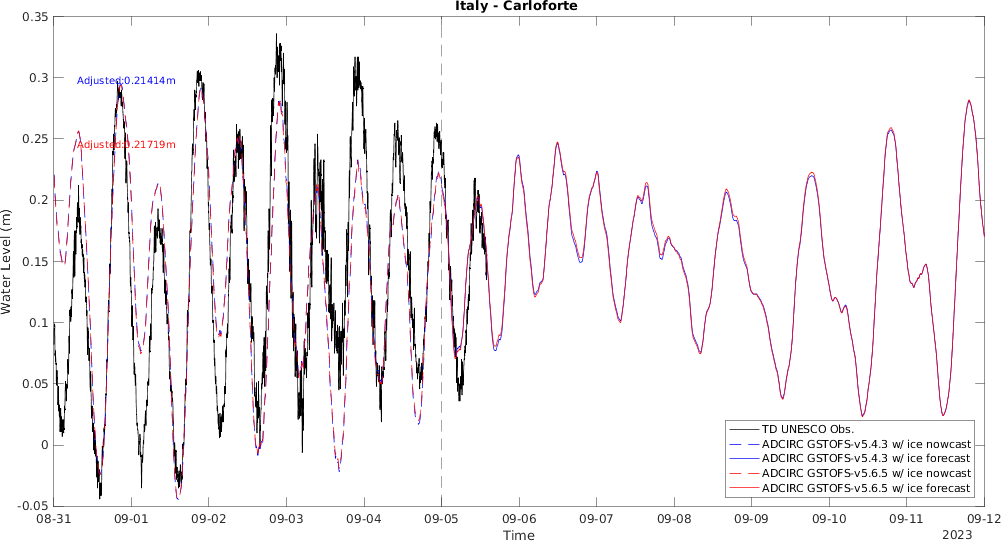 Italy - Carloforte
0.35
0.3
0.25
0.2
0.15
0.1
0.05
0
-0.05
Water Level (m)
Adjusted:0.21414m
Adjusted:0.21719m
TD UNESCO Obs.
ADCIRC GSTOFS-v5.4.3 w/ ice nowcast
ADCIRC GSTOFS-v5.4.3 w/ ice forecast
ADCIRC GSTOFS-v5.6.5 w/ ice nowcast
ADCIRC GSTOFS-v5.6.5 w/ ice forecast
08-31 09-01 09-02 09-03 09-04 09-05 09-06 09-07 09-08 09-09 09-10 09-11 09-12
Time
2023